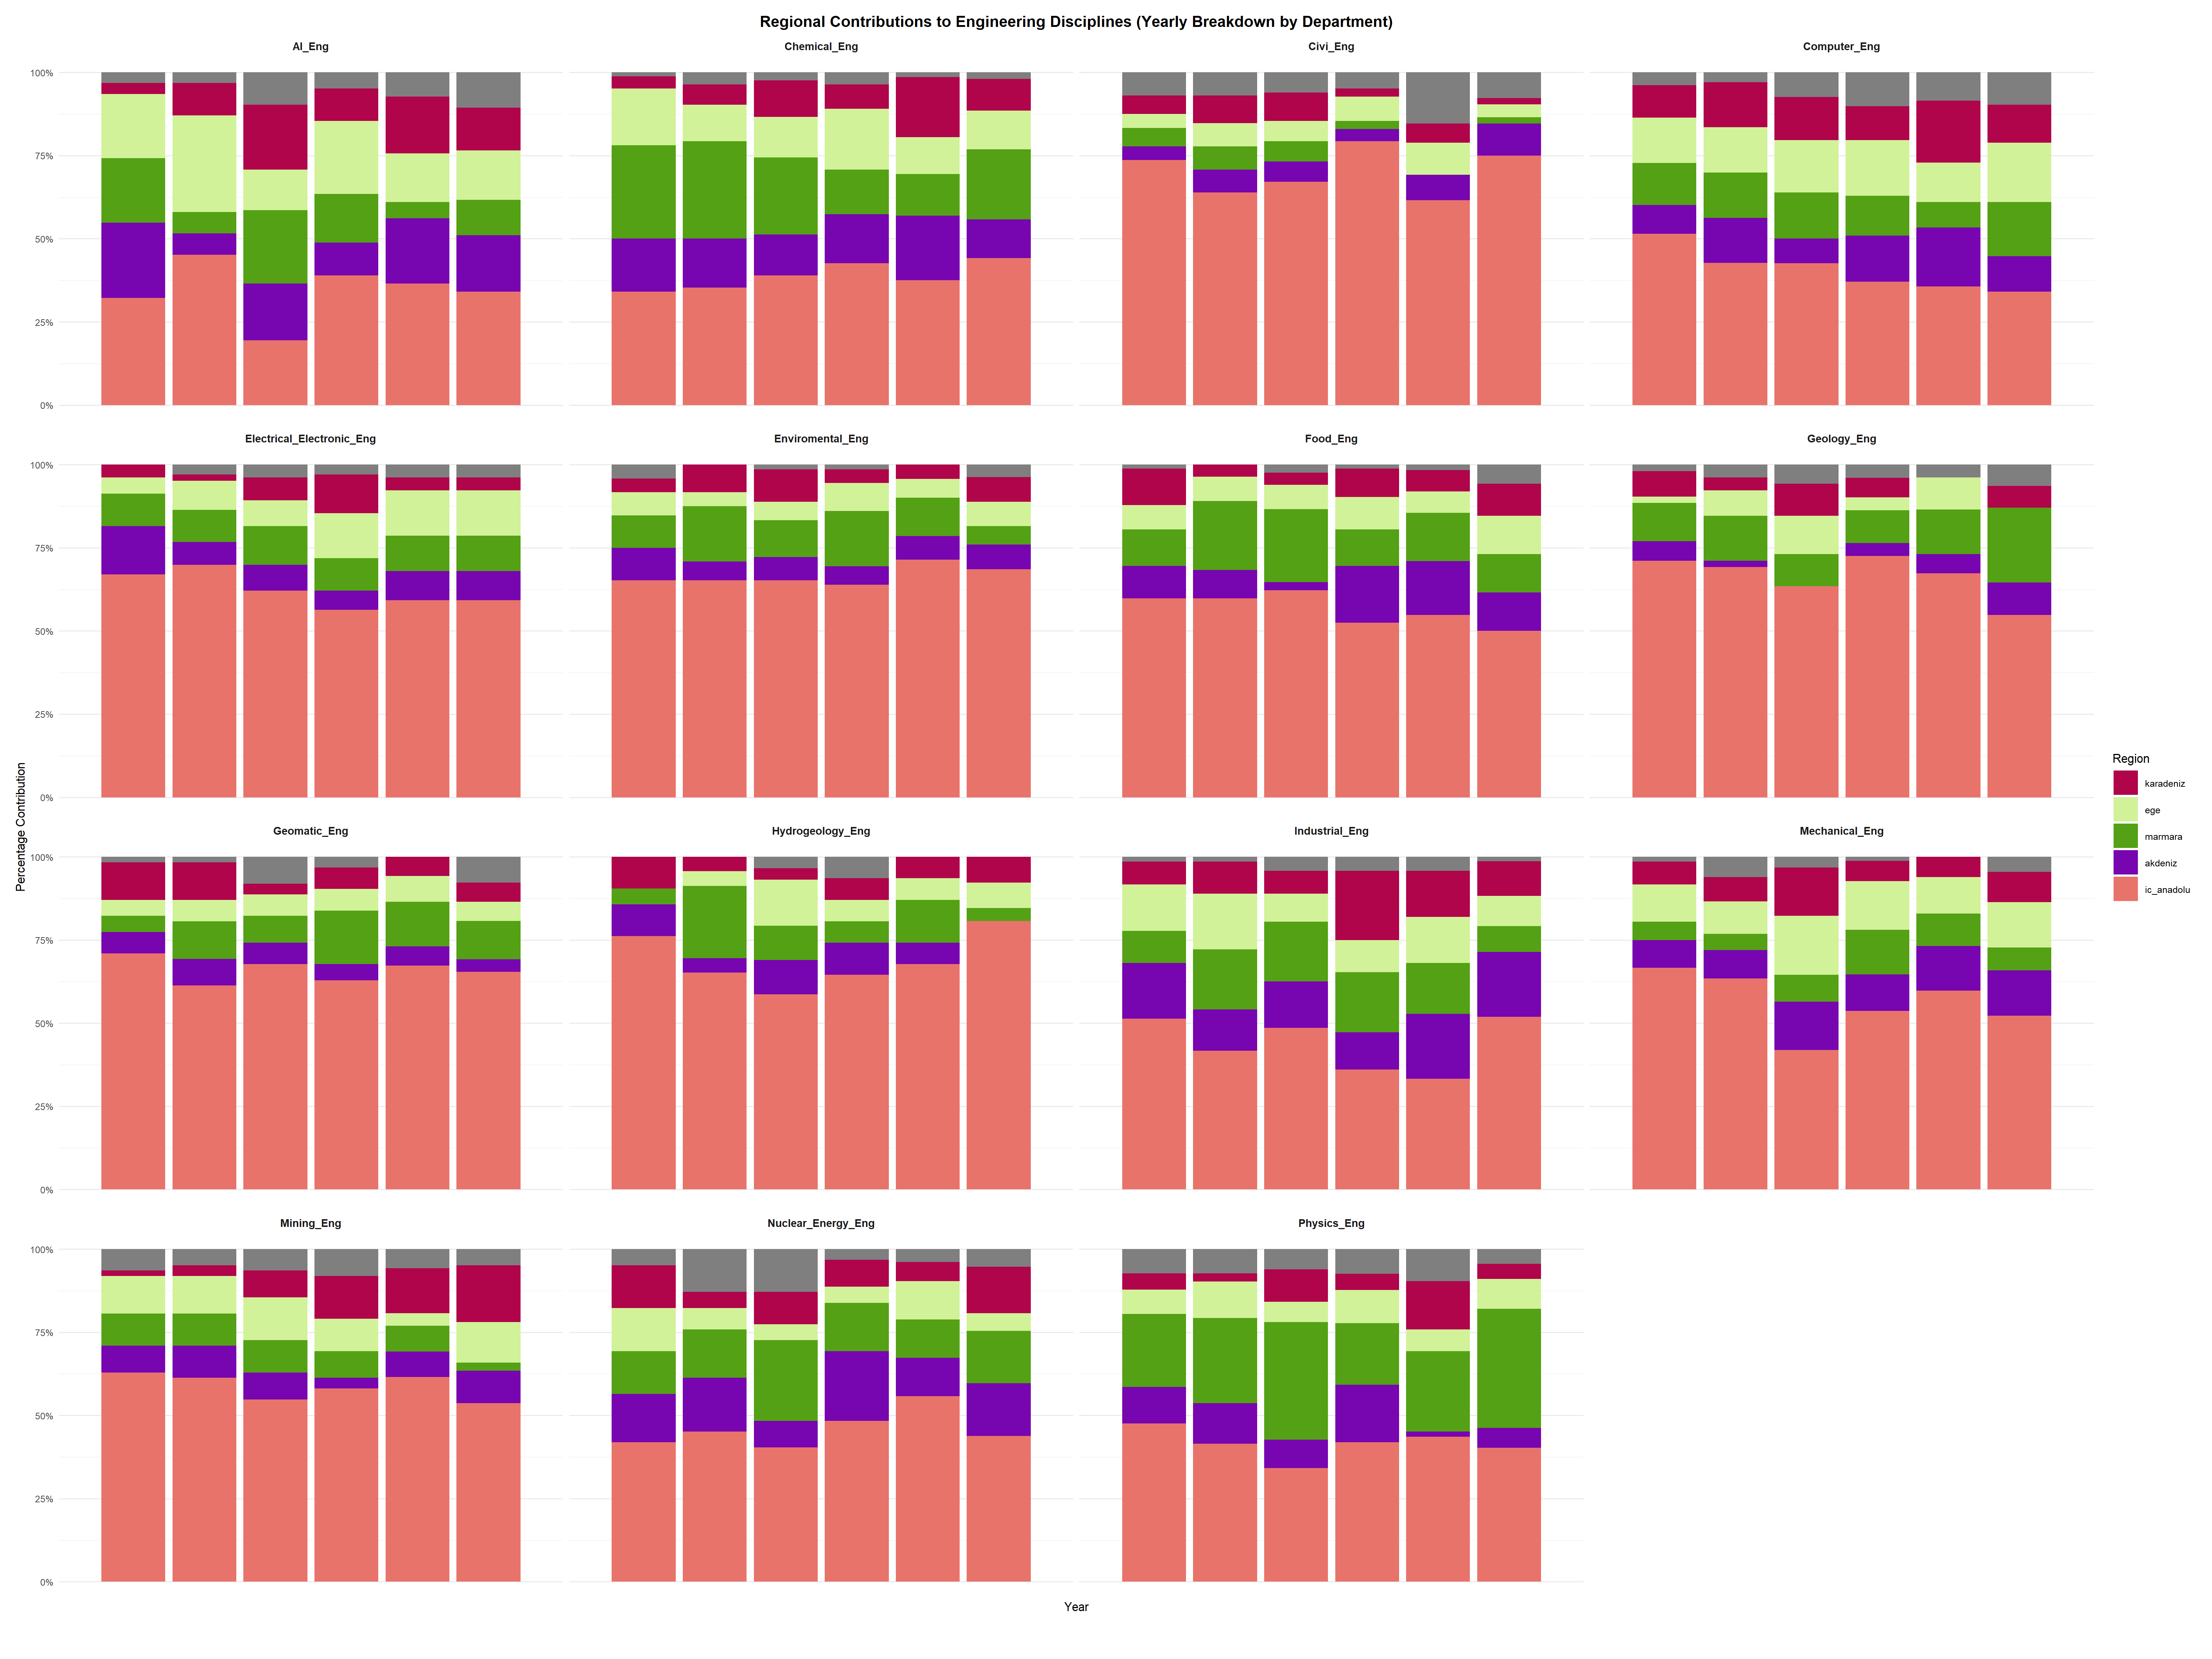 Regional Contributions to Engineering Disciplines (Yearly Breakdown by Department)
AI_Eng
Chemical_Eng
Civi_Eng
Computer_Eng
100%
75%
50%
25%
0%
Electrical_Electronic_Eng
Enviromental_Eng
Food_Eng
Geology_Eng
100%
75%
50%
25%
0%
Geomatic_Eng
Hydrogeology_Eng
Industrial_Eng
Mechanical_Eng
100%
75%
50%
25%
0%
Mining_Eng
Nuclear_Energy_Eng
Physics_Eng
100%
75%
50%
25%
0%
Percentage Contribution
Year
Region
karadeniz
ege
marmara
akdeniz
ic_anadolu